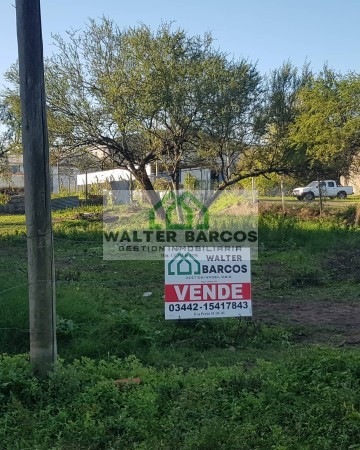 WALTER BARCOS
GESTION INMOBILIARIA
WALTER
BARCOS
VENDE
03442-15417843